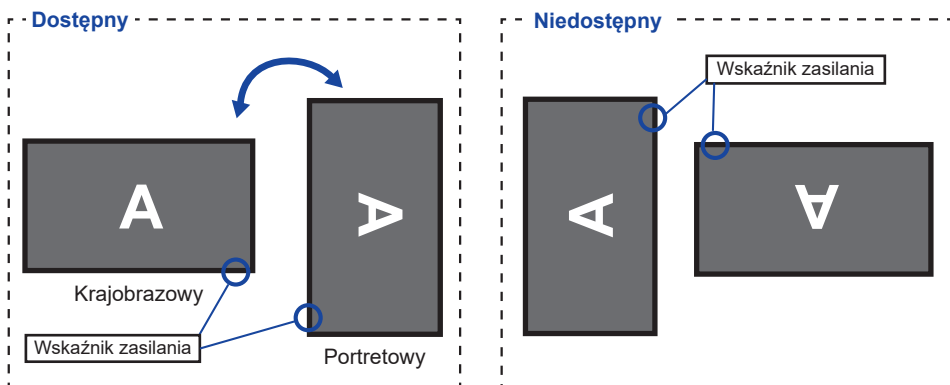 Dostępny
A
A
Krajobrazowy
Wskaźnik zasilania
Portretowy
Niedostępny
Wskaźnik zasilania
A
A